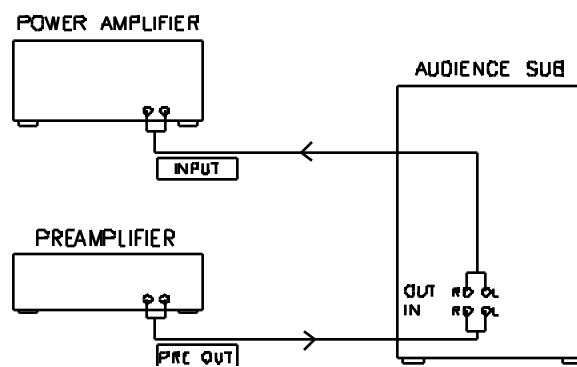 POWER AMPLIFIER
AUDIENCE SUB
INPUT
PREAMPLIFIER
OUT R L
IN R L
PRE OUT